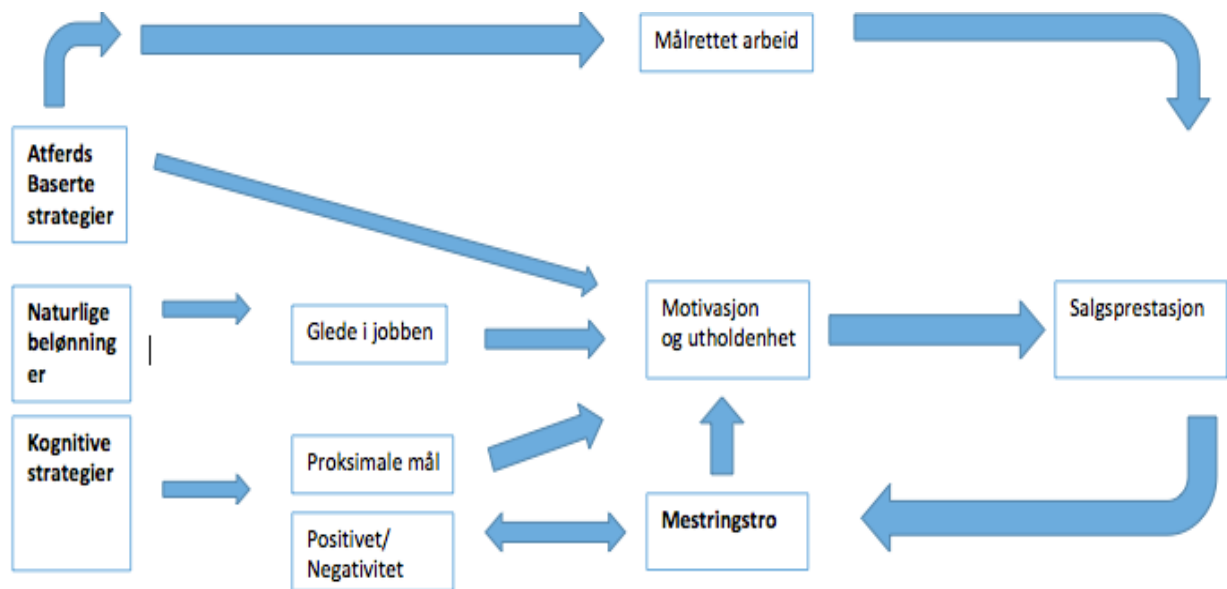 Målrettet arbeid
Atferds
Baserte
strategier
Naturlige
belønning
er
Glede i jobben
Motivasjon
og utholdenhet
Salgsprestasjon
Kognitive
strategier
Proksimale mål
Positivet/
Negativitet
Mestringstro